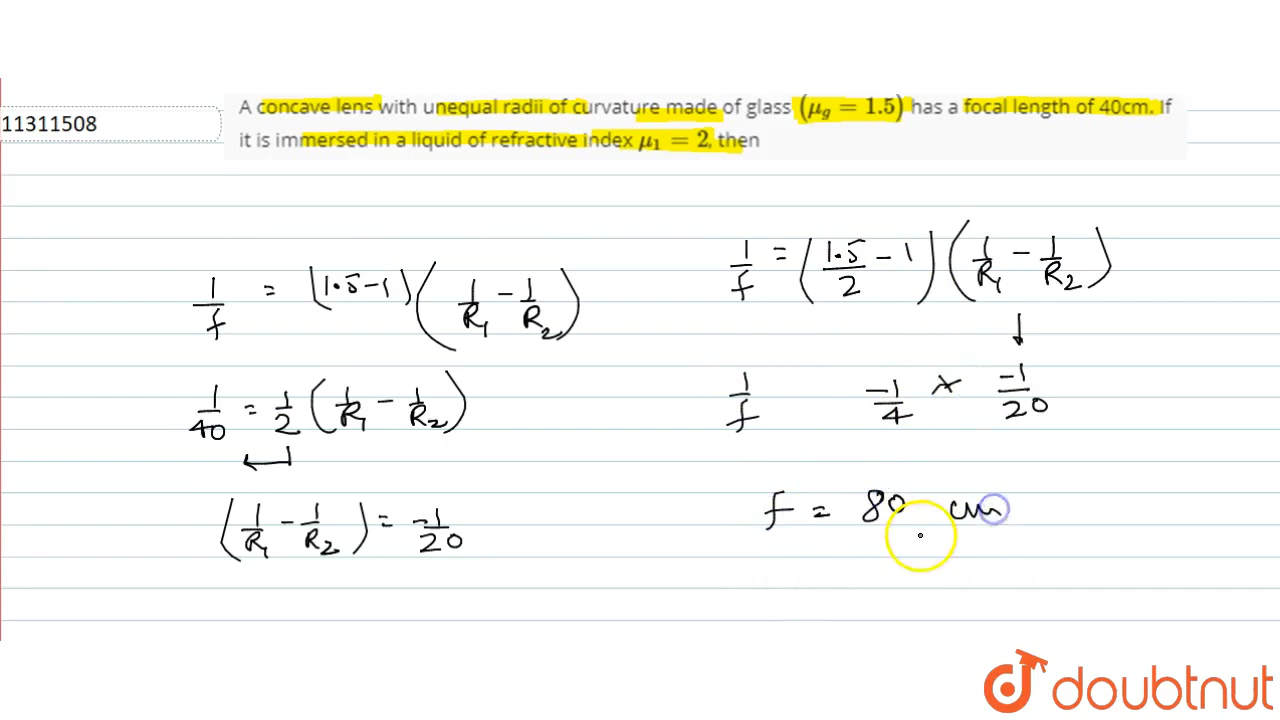 11311508
A concave lens with unequal radii of curvature made of glass (μg = 1.5) has a focal length of 40cm. If
it is immersed in a liquid of refractive index μ1 = 2, then
1/f = (1.5-1)(1/R1 - 1/R2)
1/40 = 1/2 (1/R1 - 1/R2)
(1/R1 - 1/R2) = -1/20
1/f = (1.5/2 - 1)(1/R1 - 1/R2)
1/f -1/4 × -1/20
f = 80 cm
doubtnut